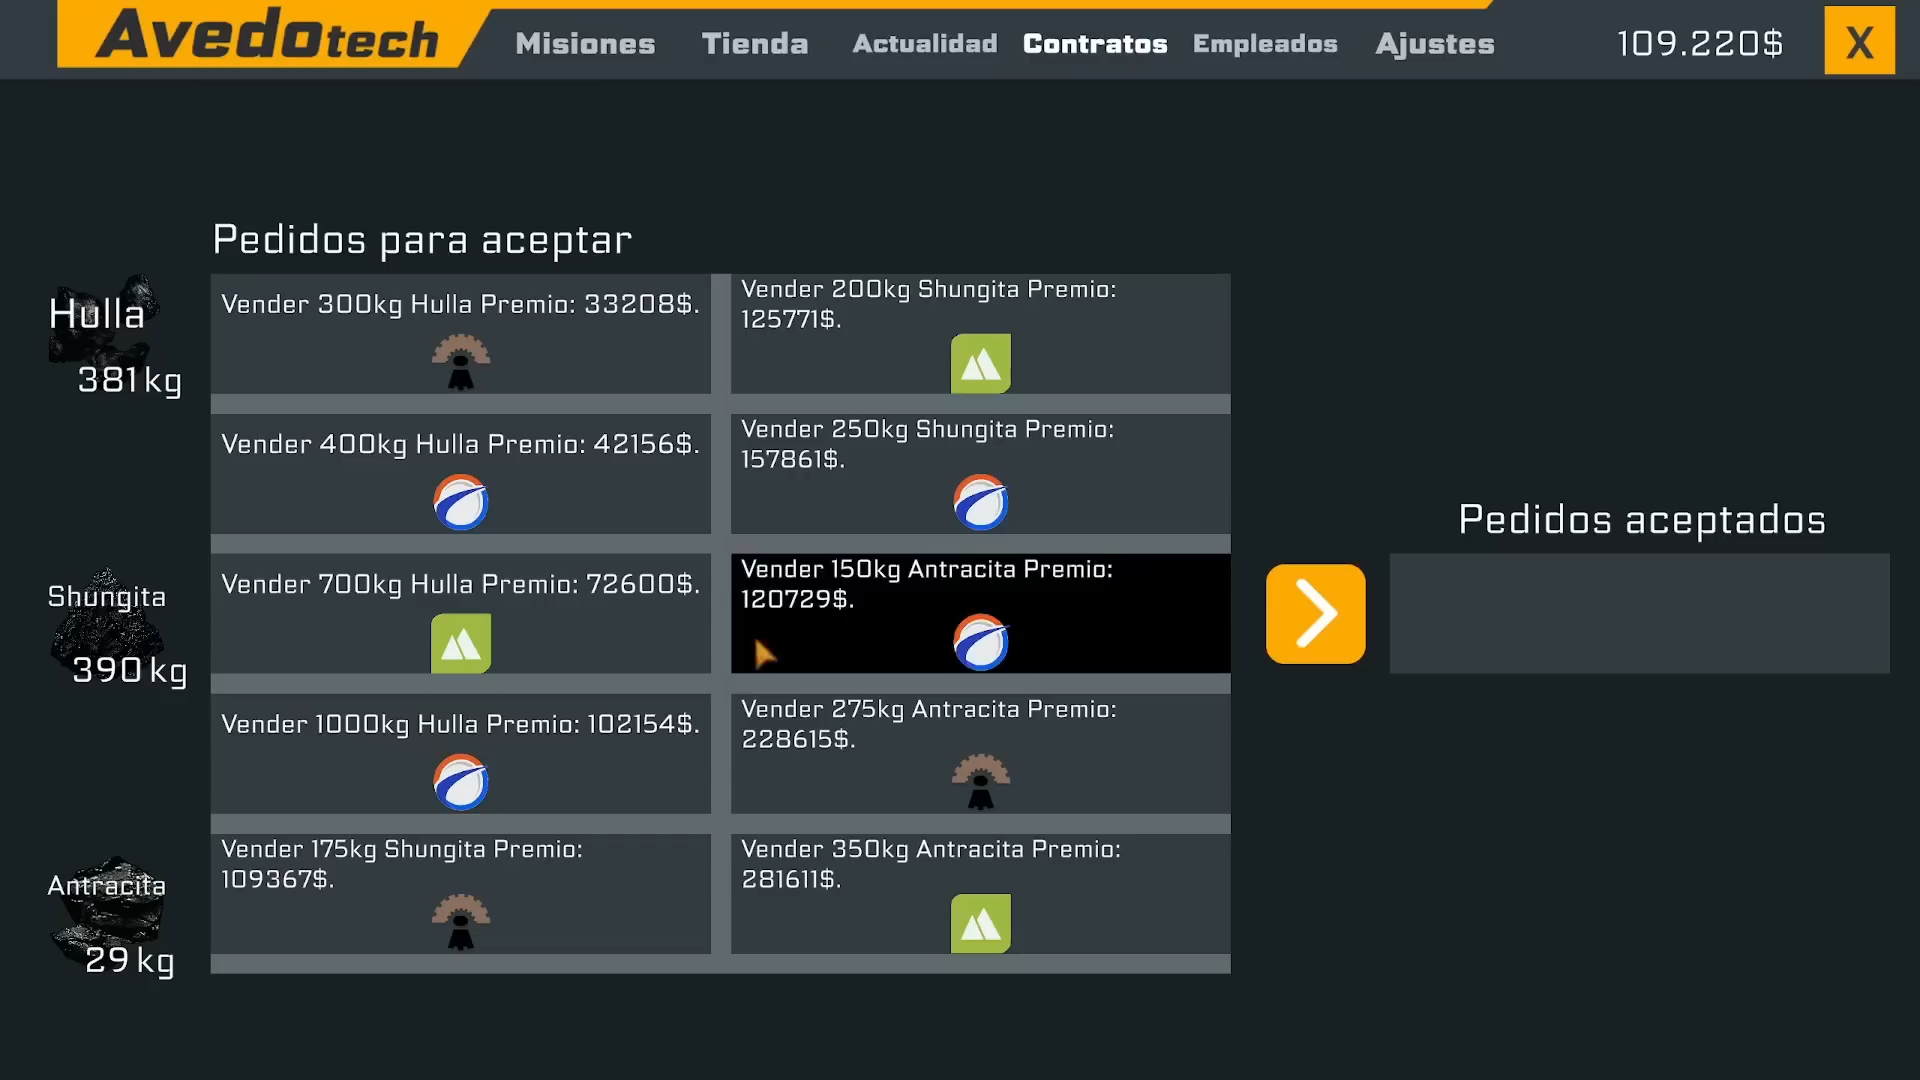 Avedotech
Misiones
Tienda
Actualidad
Contratos
Empleados
Ajustes
109.220$
X
Pedidos para aceptar
Hulla
381kg
Vender 300kg Hulla Premio: 33208$.
Vender 200kg Shungita Premio:
125771$.
Vender 400kg Hulla Premio: 42156$.
Vender 250kg Shungita Premio:
157861$.
Shungita
390kg
Vender 700kg Hulla Premio: 72600$.
Vender 150kg Antracita Premio:
120729$.
Pedidos aceptados
Vender 1000kg Hulla Premio: 102154$.
Vender 275kg Antracita Premio:
228615$.
Antracita
29kg
Vender 175kg Shungita Premio:
109367$.
Vender 350kg Antracita Premio:
281611$.